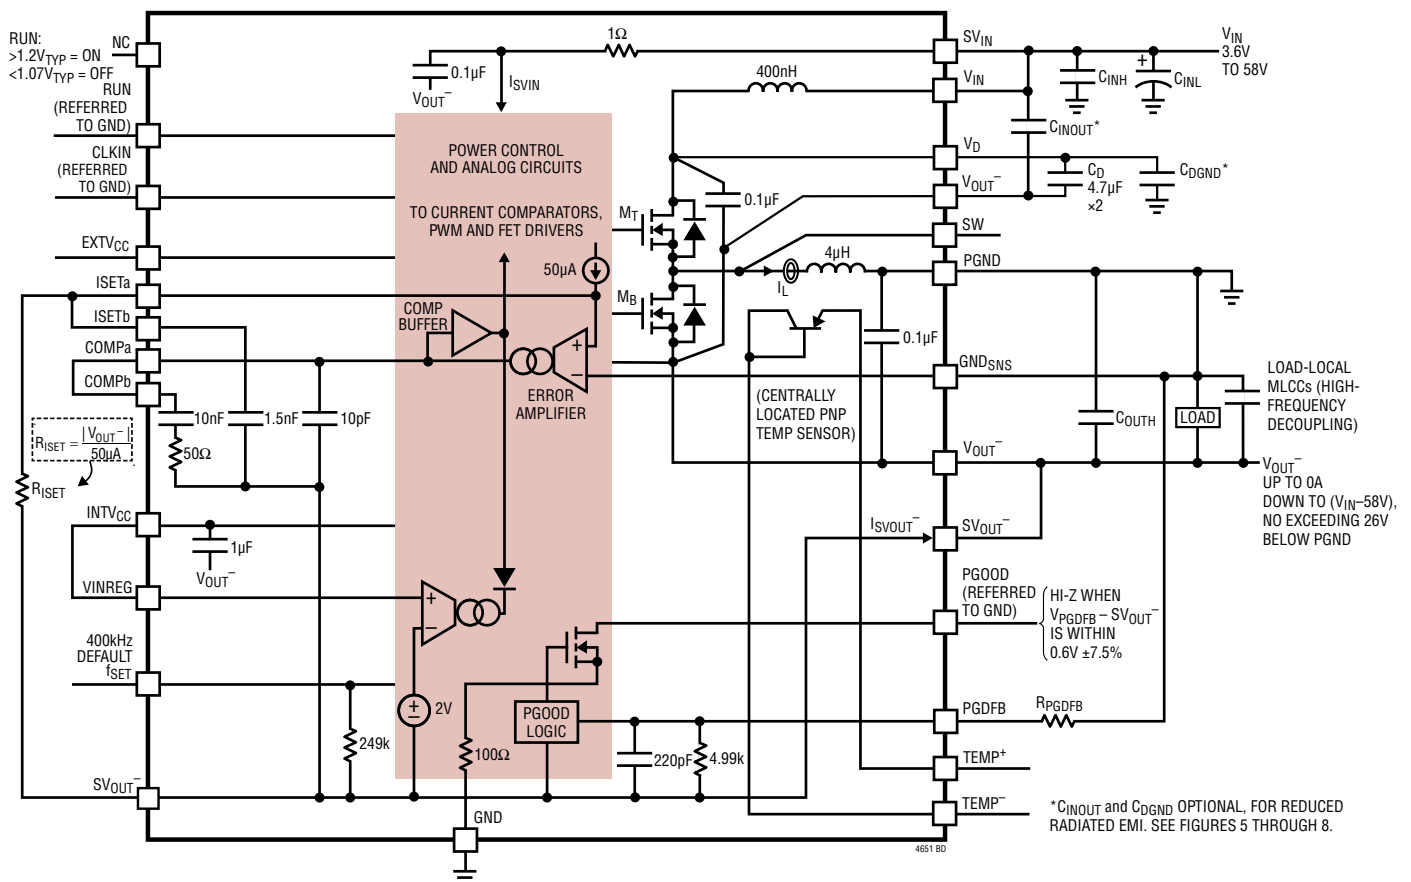 RUN:
>1.2VTYP = ON
<1.07VTYP = OFF
NC
RUN
(REFERRED
TO GND)
CLKIN
(REFERRED
TO GND)
EXTVCC
ISETa
ISETb
COMPa
COMPb
RISET = |VOUT–|
50µA
RISET
INTVCC
VINREG
400kHz
DEFAULT
fSET
SVOUT–
0.1µF
VOUT–
ISVIN
1Ω
POWER CONTROL
AND ANALOG CIRCUITS
TO CURRENT COMPARATORS,
PWM AND FET DRIVERS
50µA
COMP
BUFFER
+
–
ERROR
AMPLIFIER
10nF
1.5nF
10pF
50Ω
1µF
VOUT–
+
–
+
–
2V
249k
100Ω
PGOOD
LOGIC
220pF
4.99k
GND
400nH
MT
0.1µF
MB
IL
4µH
0.1µF
(CENTRALLY
LOCATED PNP
TEMP SENSOR)
ISVOUT–
SVIN
VIN
VD
VOUT–
SW
PGND
GNDSNS
VOUT–
SVOUT–
PGOOD
(REFERRED
TO GND)
HI-Z WHEN
VPGDFB – SVOUT–
IS WITHIN
0.6V ±7.5%
PGDFB
RPGDFB
TEMP+
TEMP–
VIN
3.6V
TO 58V
CINH
+
CINL
CINOUT*
CD
4.7µF
×2
CDGND*
COUTH
LOAD
LOAD-LOCAL
MLCCs (HIGH-
FREQUENCY
DECOUPLING)
VOUT–
UP TO 0A
DOWN TO (VIN–58V),
NO EXCEEDING 26V
BELOW PGND
*CINOUT and CDGND OPTIONAL, FOR REDUCED
RADIATED EMI. SEE FIGURES 5 THROUGH 8.
4651 BD